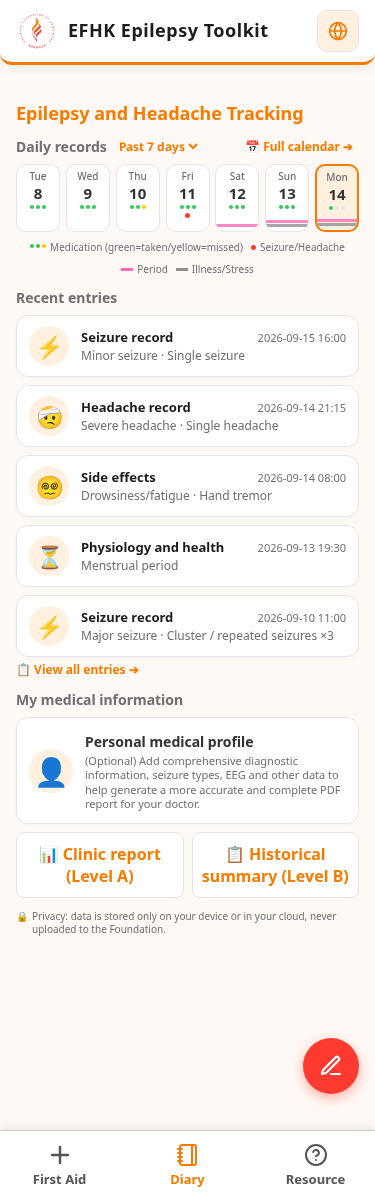 EFHK Epilepsy Toolkit
Epilepsy and Headache Tracking
Daily records Past 7 days 📅 Full calendar ➔
Tue Wed Thu Fri Sat Sun Mon
8 9 10 11 12 13 14
Medication (green=taken/yellow=missed) Seizure/Headache
Period Illness/Stress
Recent entries
Seizure record 2026-09-15 16:00
Minor seizure · Single seizure
Headache record 2026-09-14 21:15
Severe headache · Single headache
Side effects 2026-09-14 08:00
Drowsiness/fatigue · Hand tremor
Physiology and health 2026-09-13 19:30
Menstrual period
Seizure record 2026-09-10 11:00
Major seizure · Cluster / repeated seizures ×3
📋 View all entries ➔
My medical information
Personal medical profile
(Optional) Add comprehensive diagnostic
information, seizure types, EEG and other data to
help generate a more accurate and complete PDF
report for your doctor.
📊 Clinic report
(Level A)
📋 Historical
summary (Level B)
🔒 Privacy: data is stored only on your device or in your cloud, never
uploaded to the Foundation.
First Aid Diary Resource